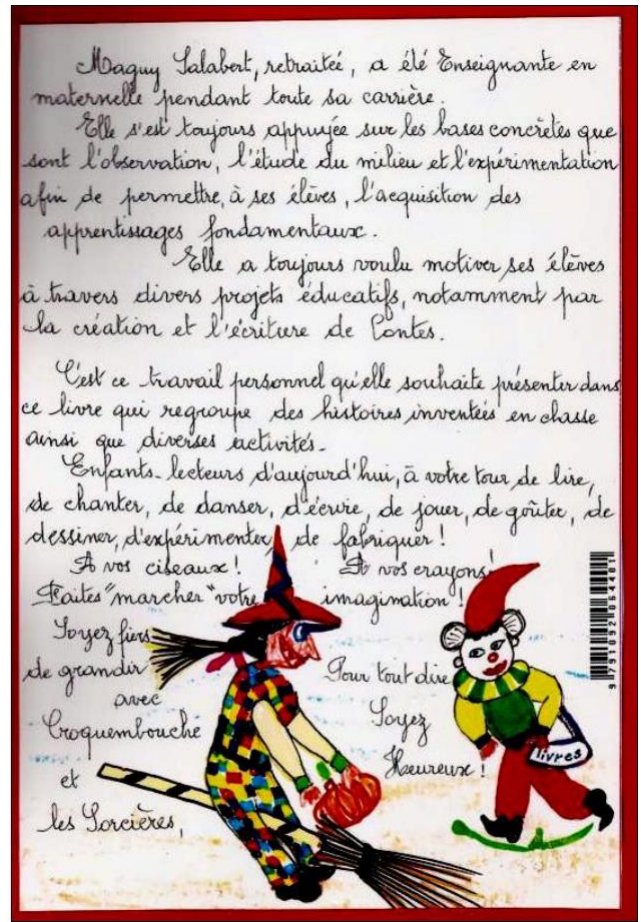 Maguy Salabert, retraitée, a été Enseignante en
maternelle pendant toute sa carrière.
Elle s'est toujours appuyée sur les bases concrètes que
sont l'observation, l'étude du milieu et l'expérimentation
afin de permettre, à ses élèves, l'acquisition des
apprentissages fondamentaux.
Elle a toujours voulu motiver ses élèves
à travers divers projets éducatifs, notamment par
la création et l'écriture de Contes.
C'est ce travail personnel qu'elle souhaite présenter dans
ce livre qui regroupe des histoires inventées en classe
ainsi que diverses activités.
Enfants-lecteurs d'aujourd'hui, à votre tour de lire,
de chanter, de danser, d'écrire, de jouer, de goûter, de
dessiner, d'expérimenter, de fabriquer !
A vos ciseaux ! A vos crayons!
Faites "marcher" votre imagination !
Soyez fiers
de grandir
avec
Croquembouche
et
les Sorcières,
Pour tout dire
Soyez
Heureux !
livres
9791092054401